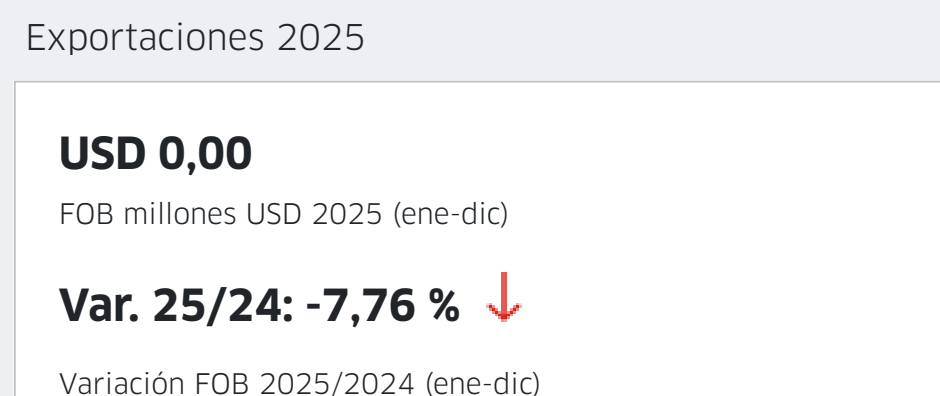 Exportaciones 2025
USD 0,00
FOB millones USD 2025 (ene-dic)
Var. 25/24: -7,76 %
Variación FOB 2025/2024 (ene-dic)